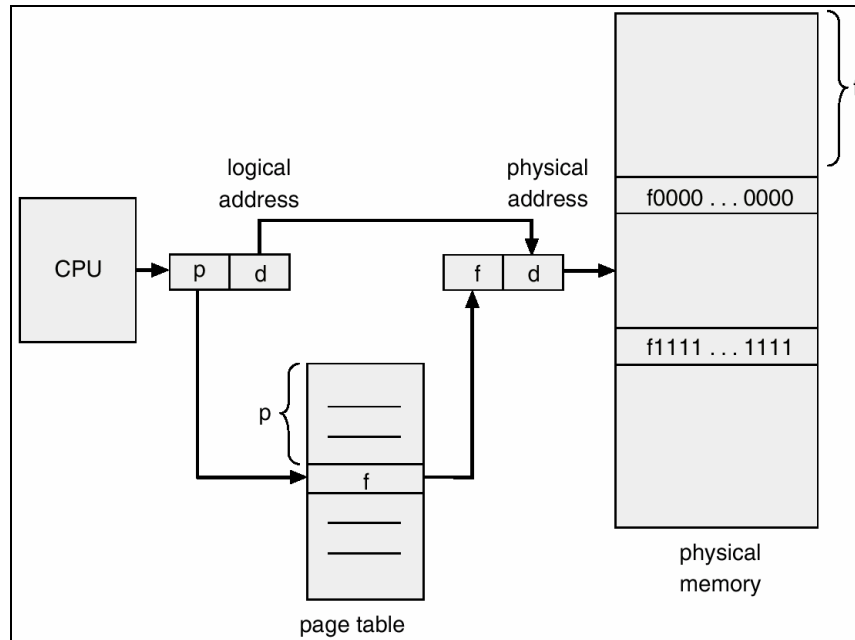 logical
address
physical
address
f
f0000 . . . 0000
CPU
p
d
f
d
f1111 . . . 1111
p
f
page table
physical
memory